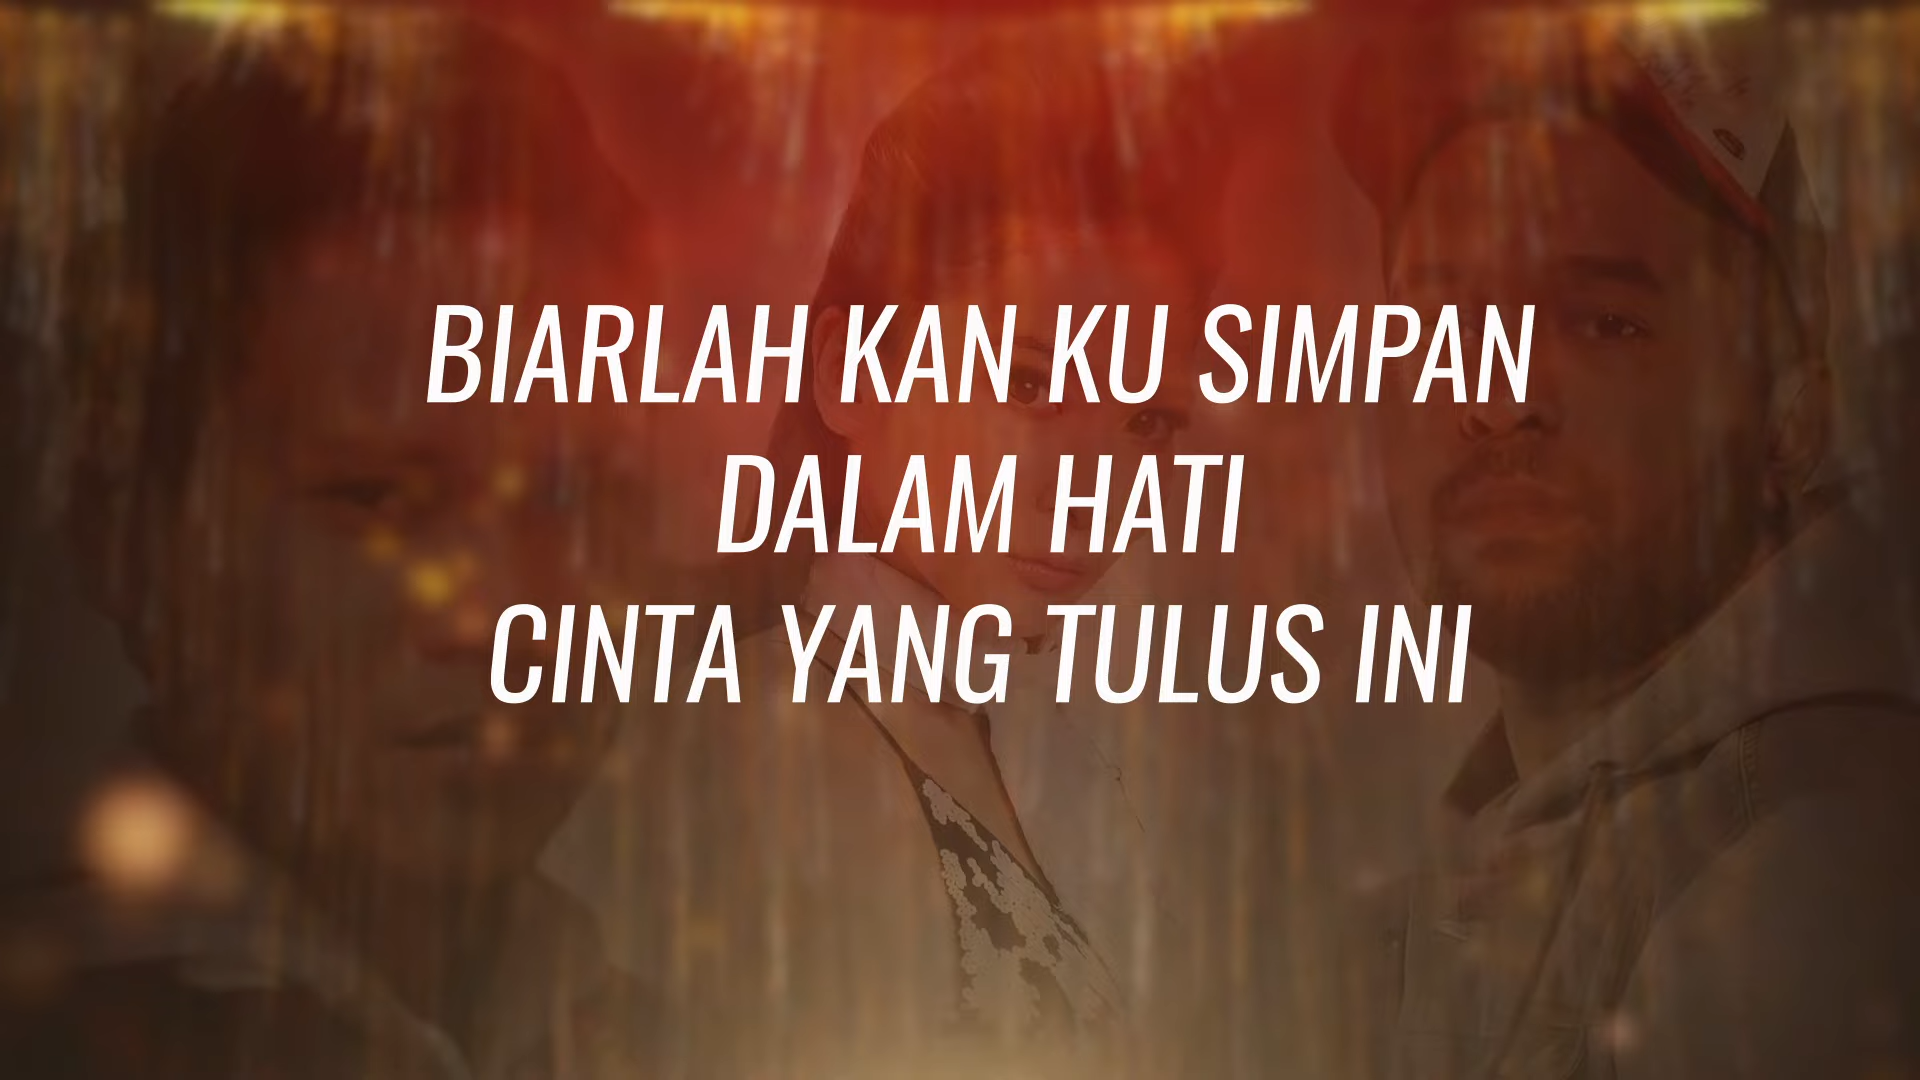 BIARLAH KAN KU SIMPAN
DALAM HATI
CINTA YANG TULUS INI